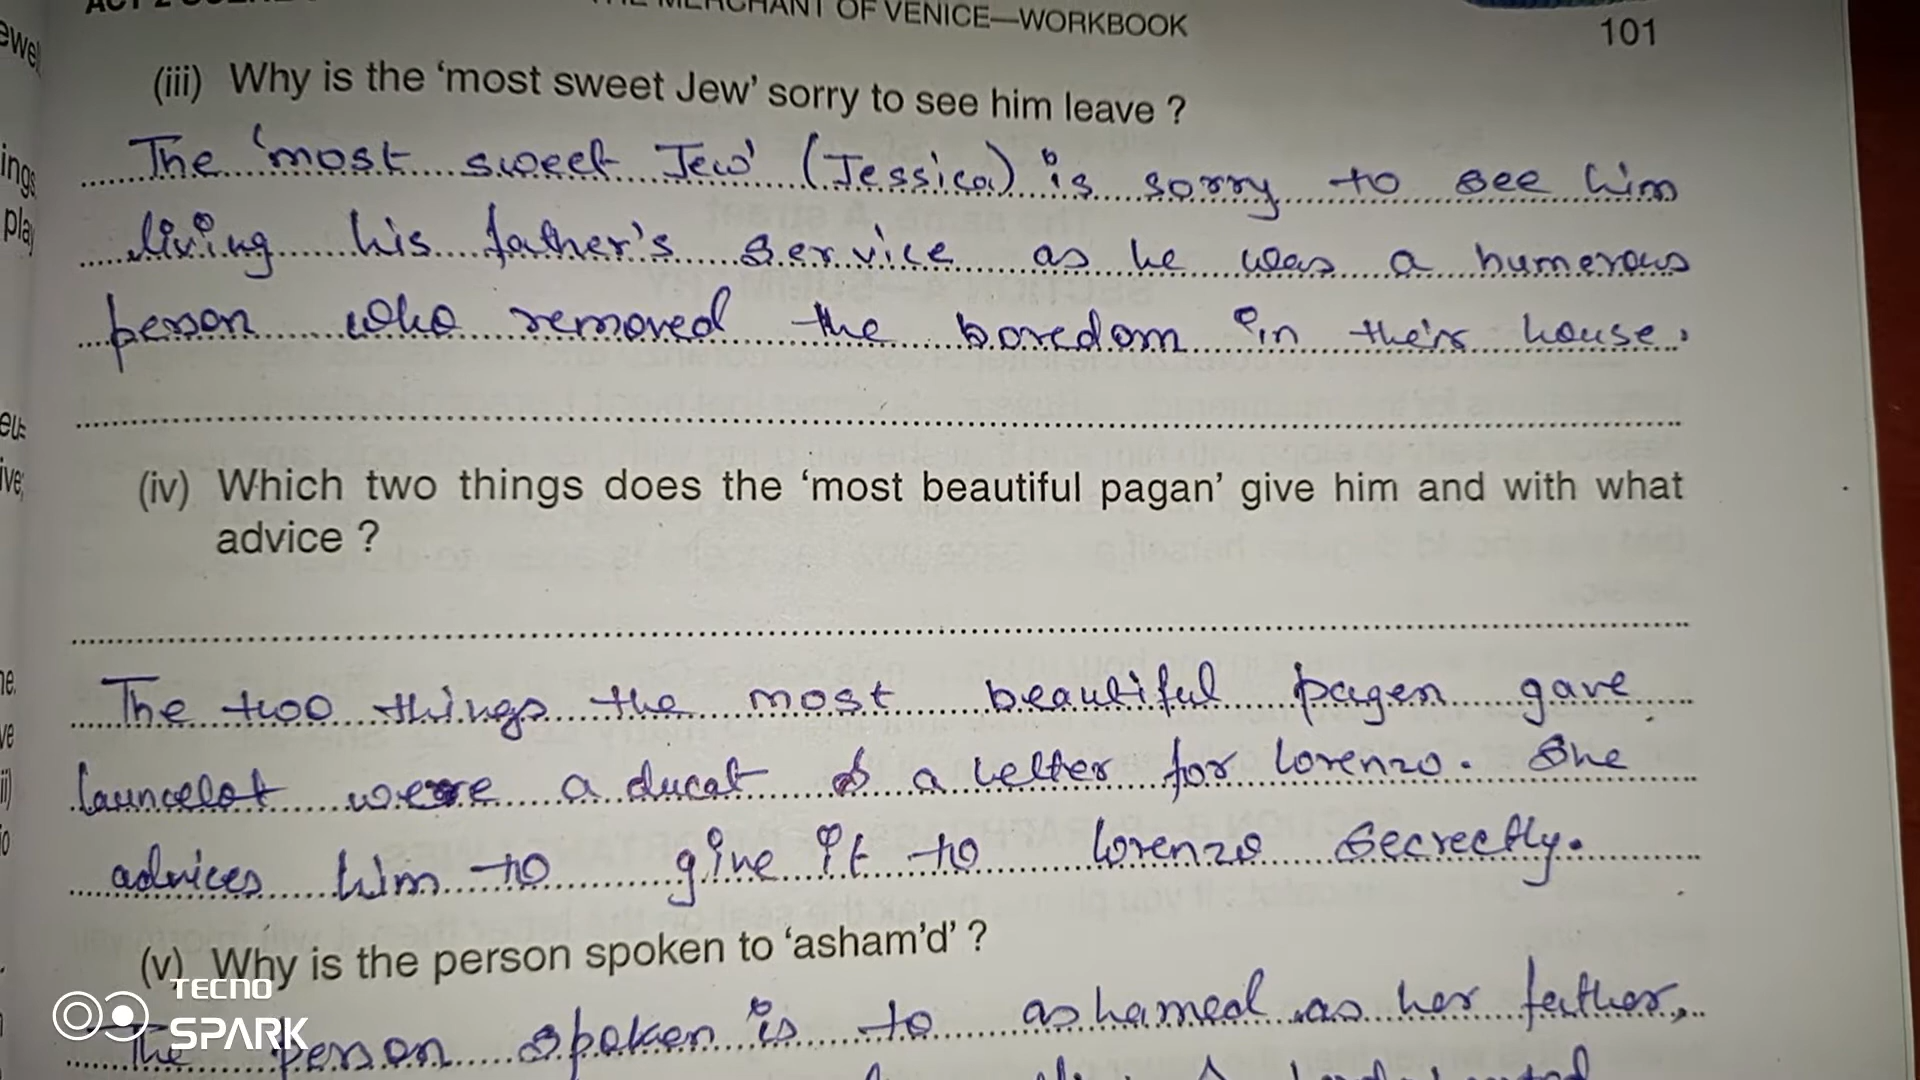 THE MERCHANT OF VENICE—WORKBOOK
101
(iii) Why is the ‘most sweet Jew’ sorry to see him leave ?
The 'most sweet Jew' (Jessica) is sorry to see him
living his father's service as he was a humerous
person who removed the boredom in their house.
(iv) Which two things does the ‘most beautiful pagan’ give him and with what
advice ?
The two things the most beautiful pagen gave
launcelot were a ducat & a letter for lorenzo. She
advices him to give it to lorenzo secrectly.
(v) Why is the person spoken to ‘asham’d’ ?
The person spoken is to ashamed as her father,
TECNO
SPARK